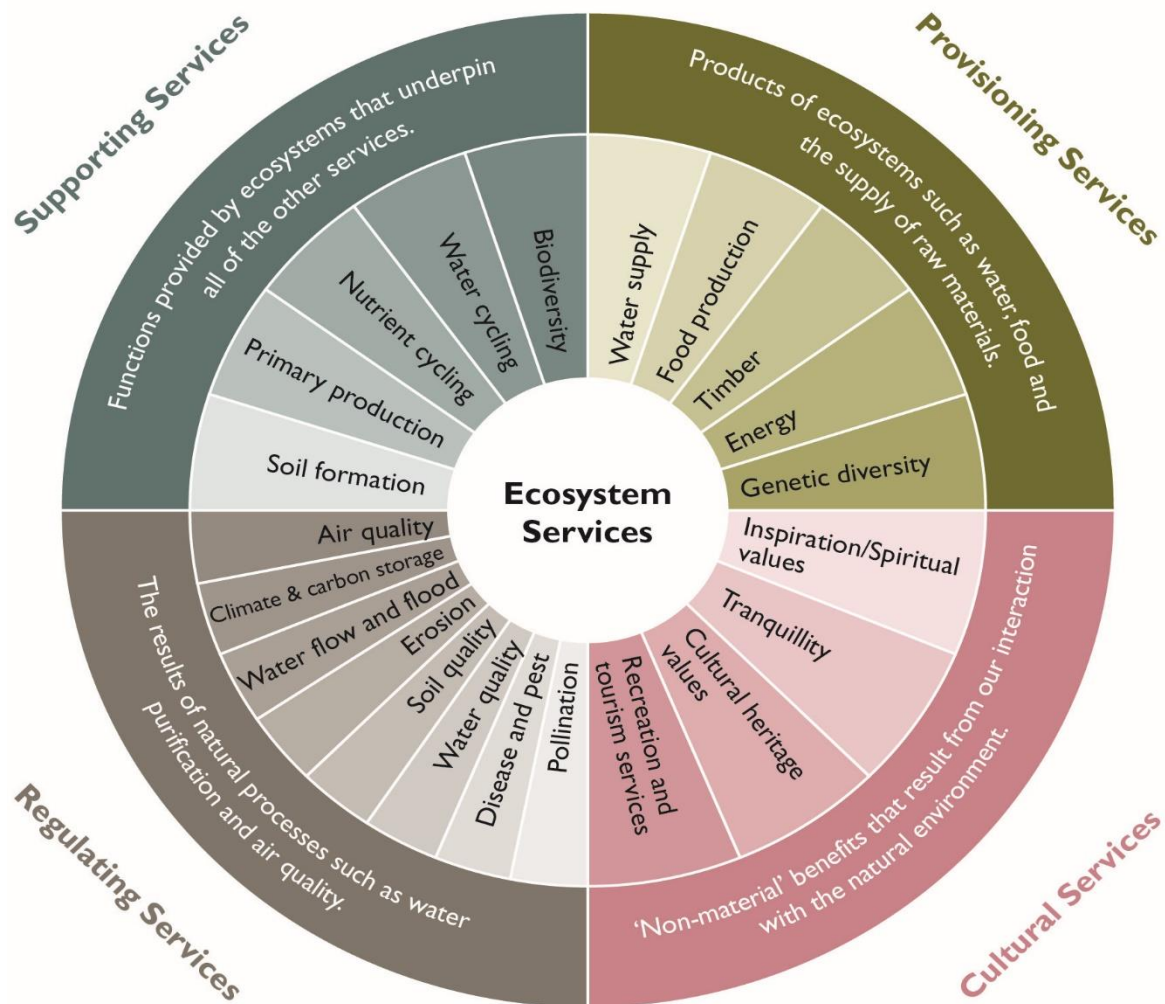 Supporting Services
Functions provided by ecosystems that underpin
all of the other services.
Soil formation
Primary production
Nutrient cycling
Water cycling
Biodiversity
Provisioning Services
Products of ecosystems such as water, food and
the supply of raw materials.
Water supply
Food production
Timber
Energy
Genetic diversity
Ecosystem
Services
Cultural Services
‘Non-material’ benefits that result from our interaction
with the natural environment.
Inspiration/Spiritual
values
Tranquillity
Cultural heritage
values
Recreation and
tourism services
Regulating Services
The results of natural processes such as water
purification and air quality.
Air quality
Climate & carbon storage
Water flow and flood
Erosion
Soil quality
Water quality
Disease and pest
Pollination